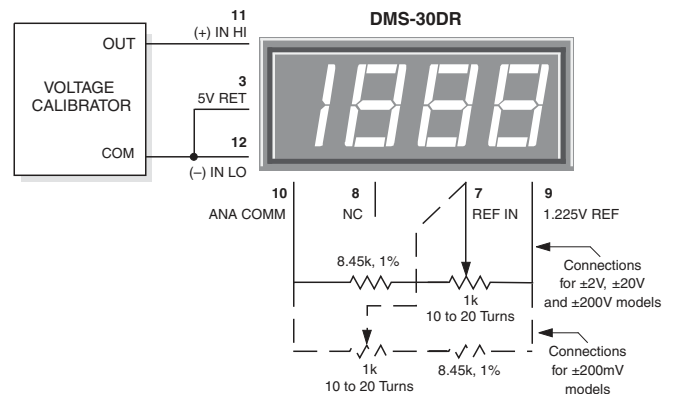 DMS-30DR
11
(+) IN HI
OUT
VOLTAGE
CALIBRATOR
COM
3
5V RET
12
(–) IN LO
1888
10
ANA COMM
8
NC
7
REF IN
9
1.225V REF
8.45k, 1%
1k
10 to 20 Turns
Connections
for ±2V, ±20V
and ±200V models
1k
10 to 20 Turns
8.45k, 1%
Connections
for ±200mV
models